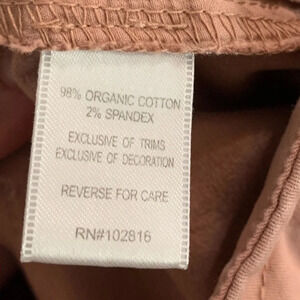 98% ORGANIC COTTON
2% SPANDEX
EXCLUSIVE OF TRIMS
EXCLUSIVE OF DECORATION
REVERSE FOR CARE
RN#102816